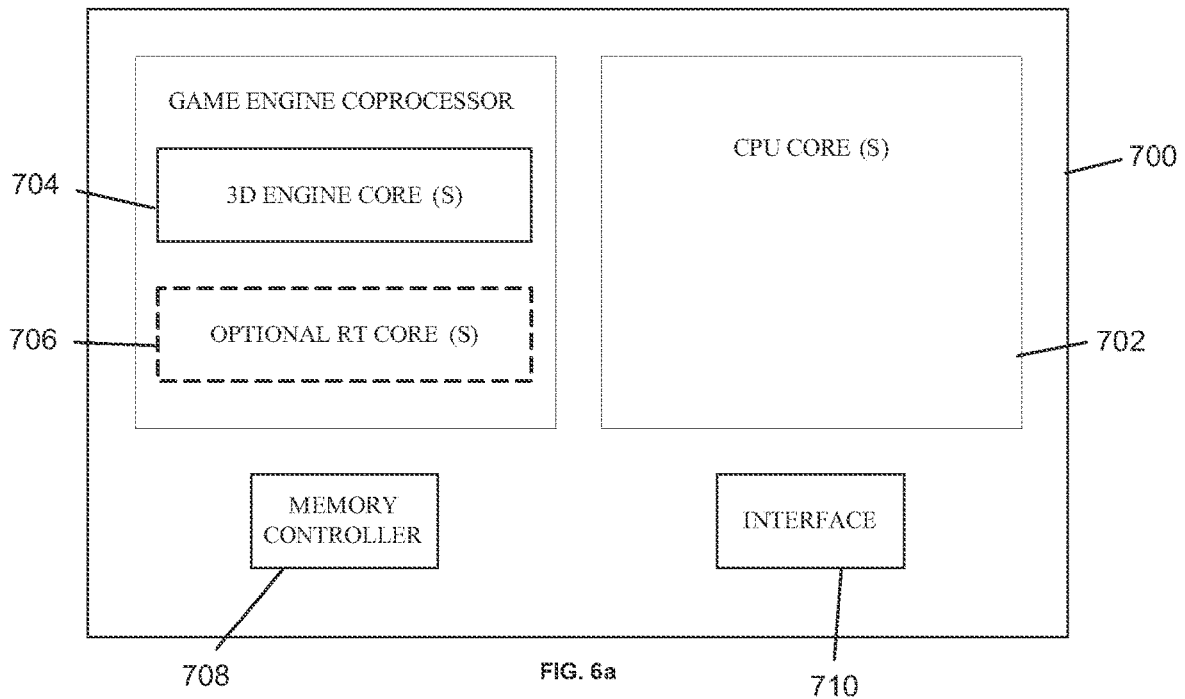 GAME ENGINE COPROCESSOR
CPU CORE (S)
700
704
3D ENGINE CORE (S)
706
OPTIONAL RT CORE (S)
702
MEMORY
CONTROLLER
INTERFACE
708
FIG. 6a
710